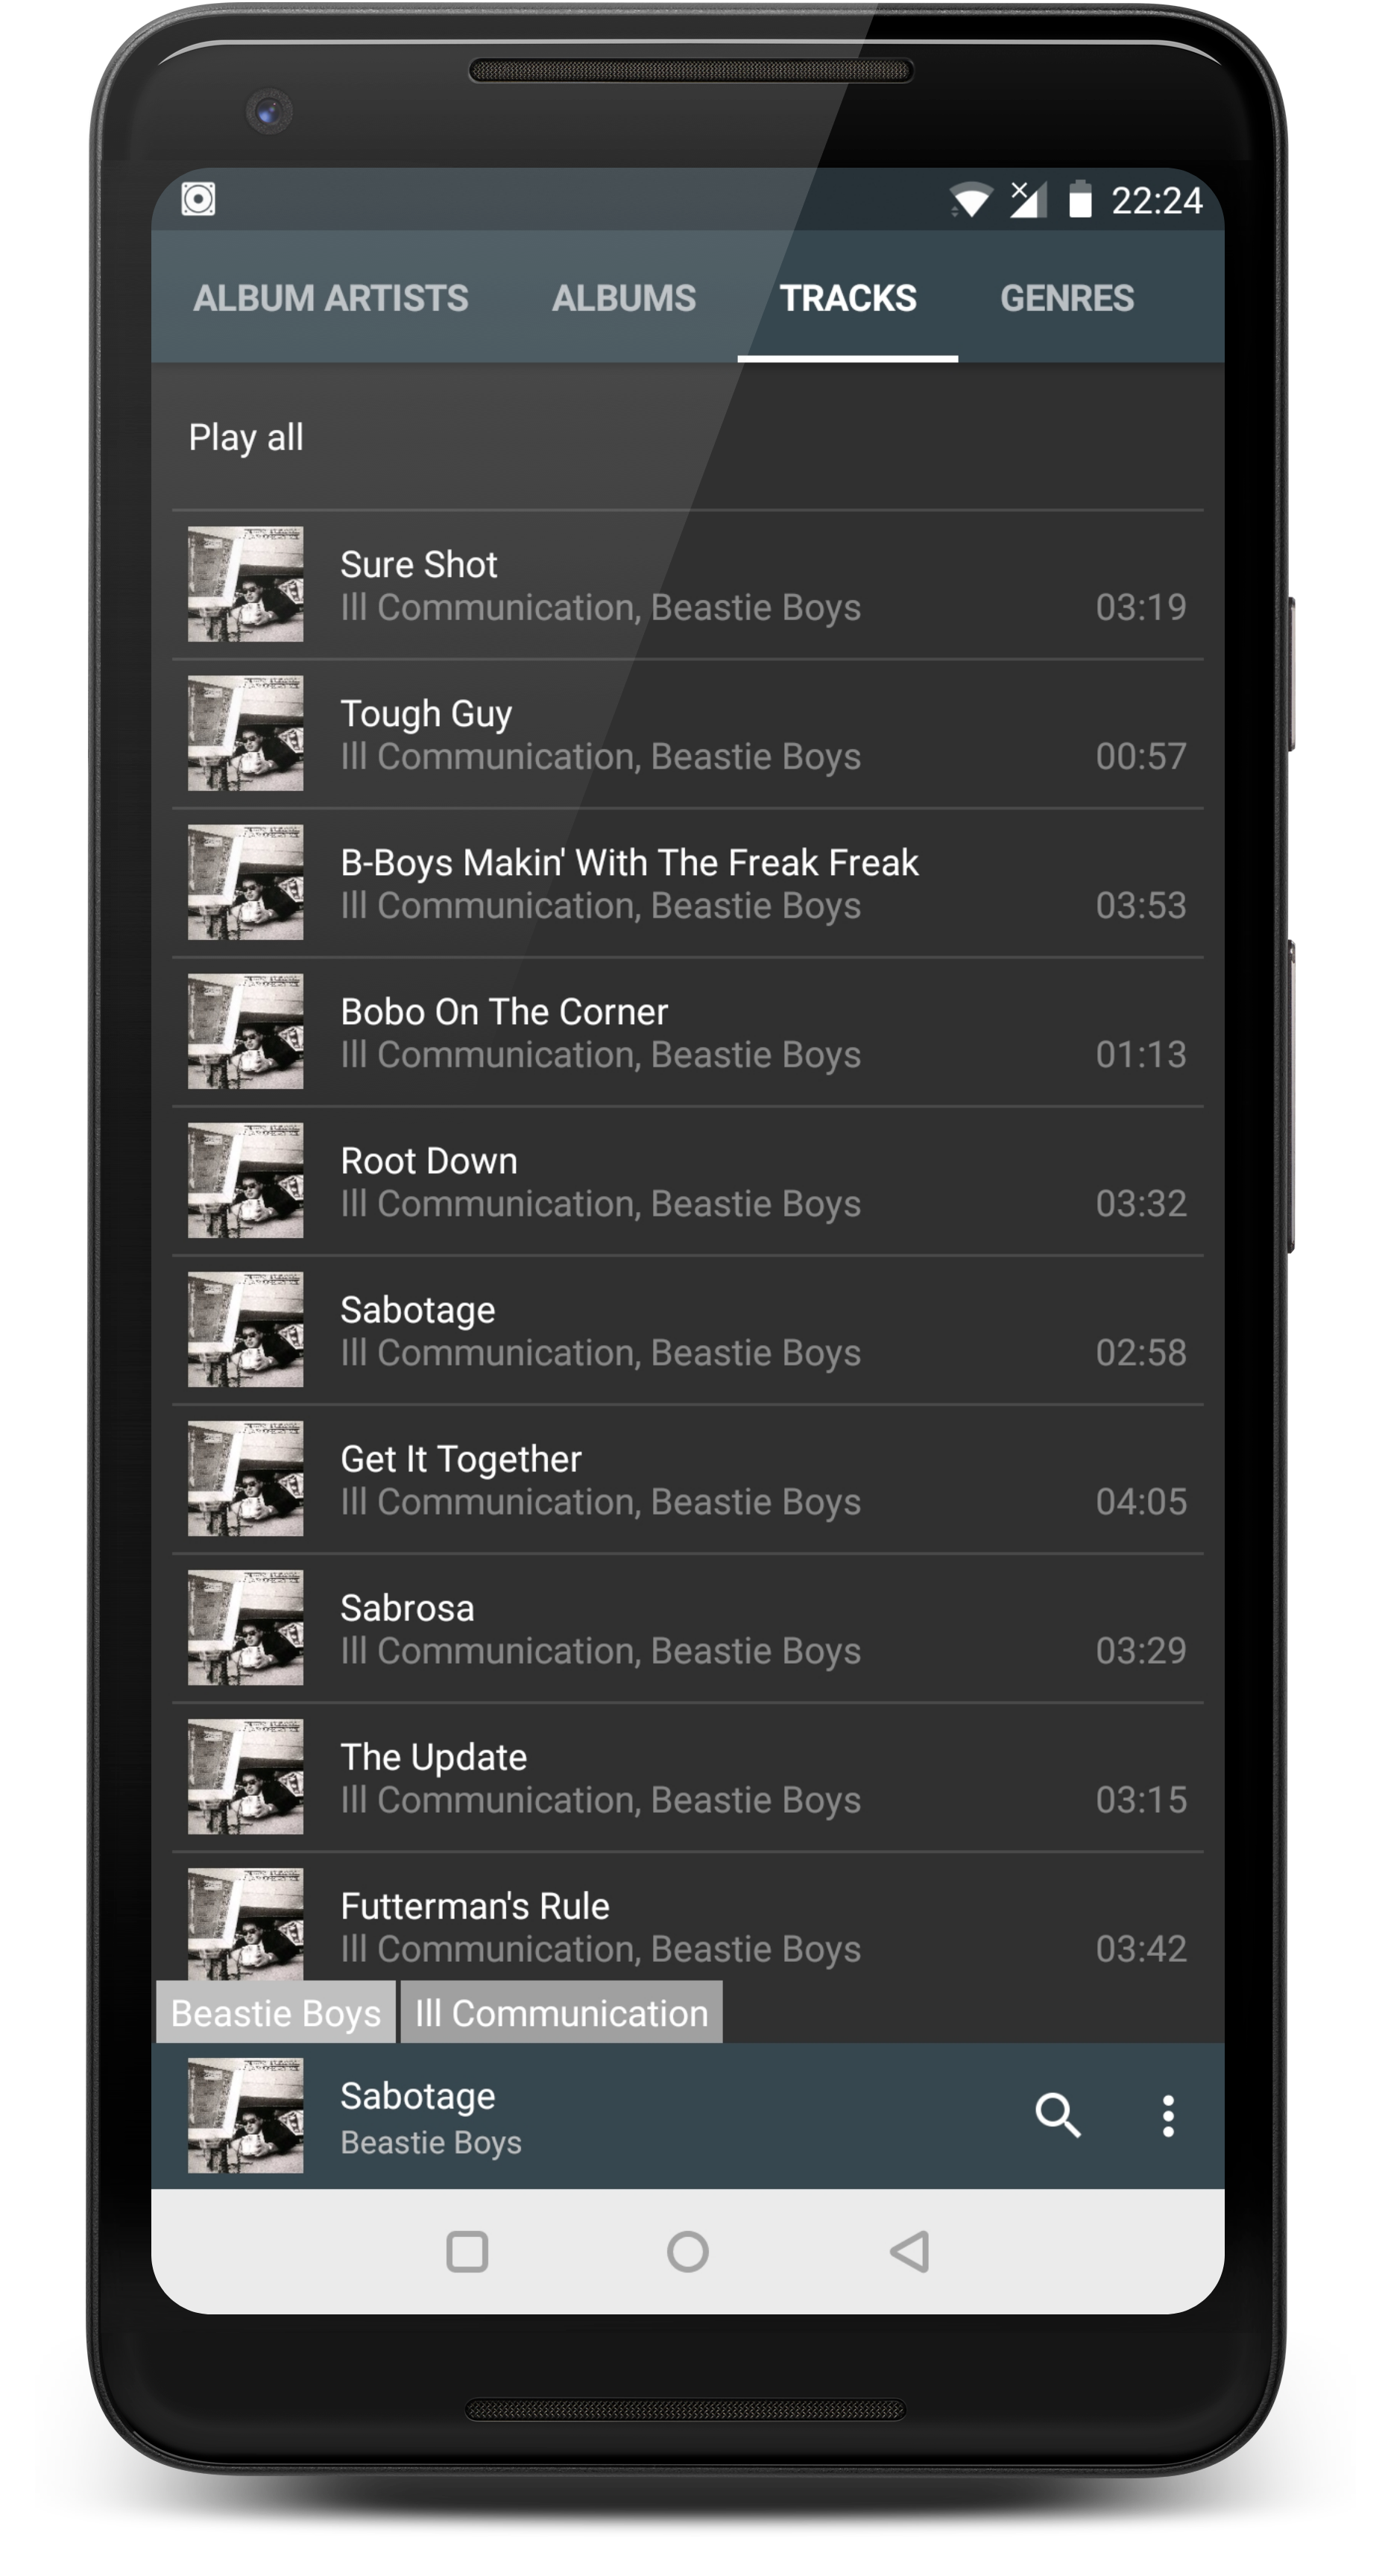 22:24
ALBUM ARTISTS ALBUMS TRACKS GENRES
Play all
Sure Shot
Ill Communication, Beastie Boys 03:19
Tough Guy
Ill Communication, Beastie Boys 00:57
B-Boys Makin' With The Freak Freak
Ill Communication, Beastie Boys 03:53
Bobo On The Corner
Ill Communication, Beastie Boys 01:13
Root Down
Ill Communication, Beastie Boys 03:32
Sabotage
Ill Communication, Beastie Boys 02:58
Get It Together
Ill Communication, Beastie Boys 04:05
Sabrosa
Ill Communication, Beastie Boys 03:29
The Update
Ill Communication, Beastie Boys 03:15
Futterman's Rule
Ill Communication, Beastie Boys 03:42
Beastie Boys Ill Communication
Sabotage
Beastie Boys